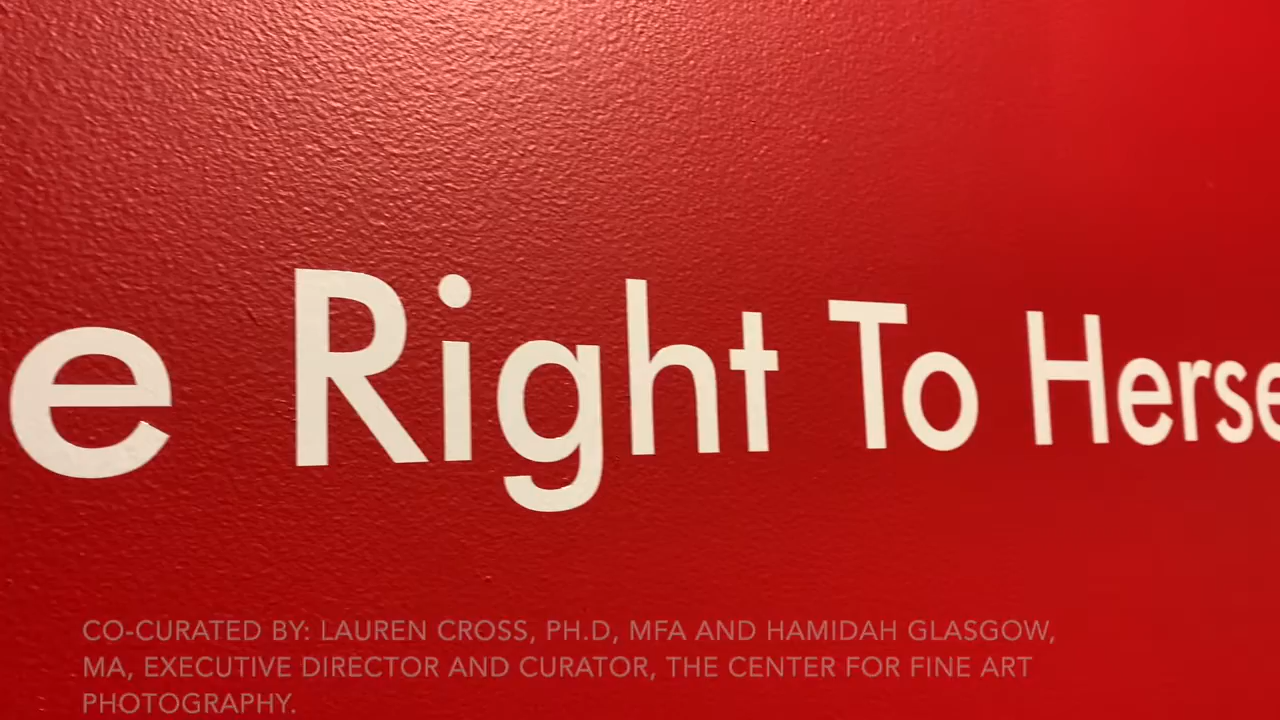 e Right To Herse
CO-CURATED BY: LAUREN CROSS, PH.D, MFA AND HAMIDAH GLASGOW,
MA, EXECUTIVE DIRECTOR AND CURATOR, THE CENTER FOR FINE ART
PHOTOGRAPHY.